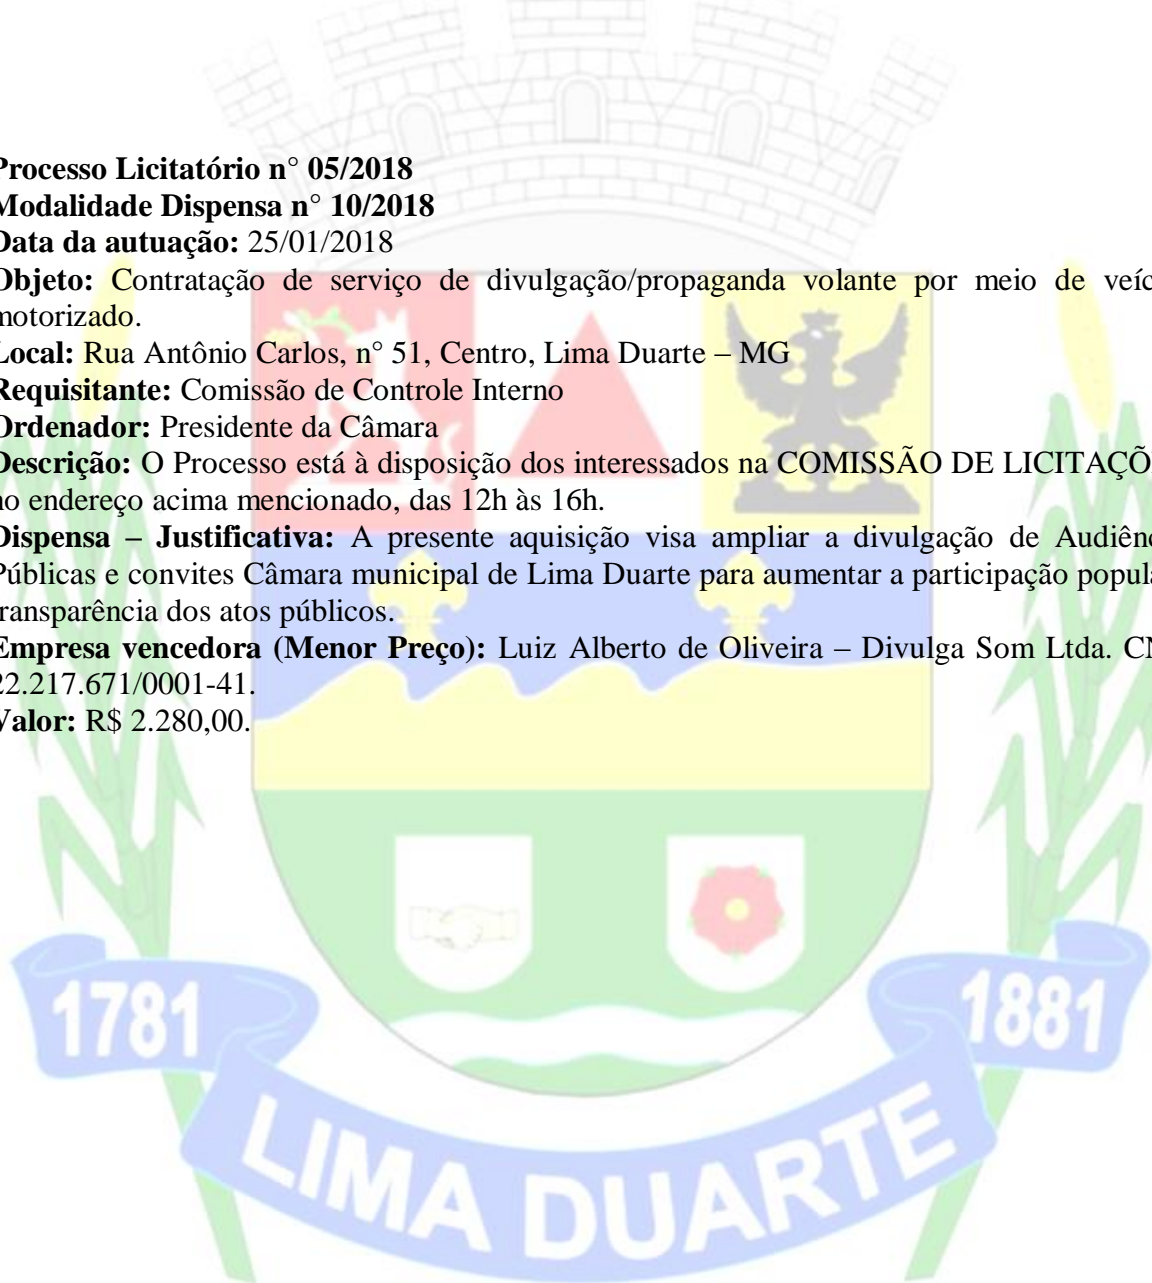 Processo Licitatório n° 05/2018
Modalidade Dispensa n° 10/2018
Data da autuação: 25/01/2018
Objeto: Contratação de serviço de divulgação/propaganda volante por meio de veíc
motorizado.
Local: Rua Antônio Carlos, n° 51, Centro, Lima Duarte – MG
Requisitante: Comissão de Controle Interno
Ordenador: Presidente da Câmara
Descrição: O Processo está à disposição dos interessados na COMISSÃO DE LICITAÇÕ
no endereço acima mencionado, das 12h às 16h.
Dispensa – Justificativa: A presente aquisição visa ampliar a divulgação de Audiênc
Públicas e convites Câmara municipal de Lima Duarte para aumentar a participação popula
transparência dos atos públicos.
Empresa vencedora (Menor Preço): Luiz Alberto de Oliveira – Divulga Som Ltda. CN
22.217.671/0001-41.
Valor: R$ 2.280,00.
1781
1881
LIMA DUARTE